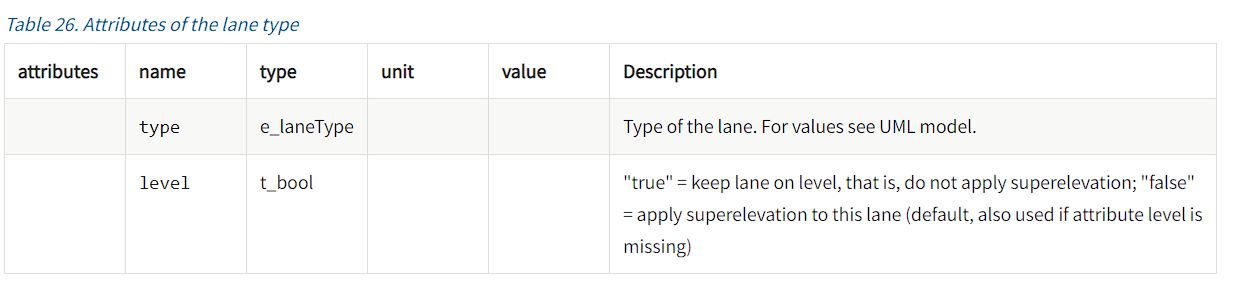 Table 26. Attributes of the lane type
attributes name type unit value Description
type e_laneType Type of the lane. For values see UML model.
level t_bool "true" = keep lane on level, that is, do not apply superelevation; "false"
= apply superelevation to this lane (default, also used if attribute level is
missing)